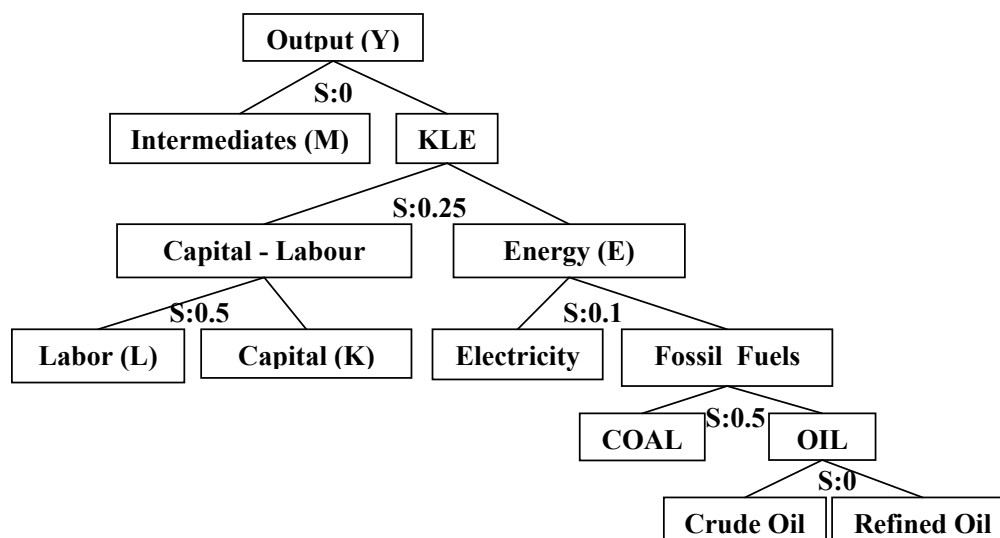 Output (Y)
S:0
Intermediates (M)
KLE
S:0.25
Capital - Labour
Energy (E)
S:0.5
S:0.1
Labor (L)
Capital (K)
Electricity
Fossil Fuels
S:0.5
COAL
OIL
S:0
Crude Oil
Refined Oil